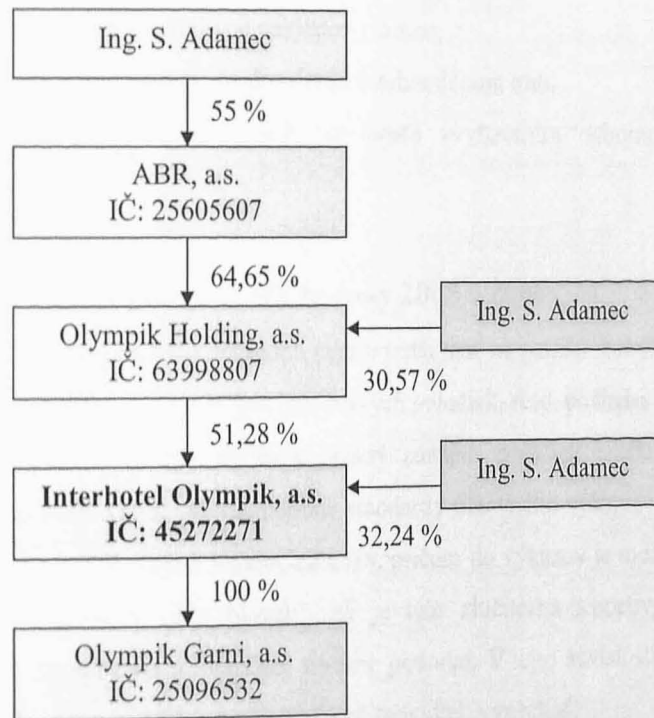 Ing. S. Adamec
55 %
ABR, a.s.
IČ: 25605607
64,65 %
Olympik Holding, a.s.
IČ: 63998807
Ing. S. Adamec
30,57 %
51,28 %
Interhotel Olympik, a.s.
IČ: 45272271
Ing. S. Adamec
32,24 %
100 %
Olympik Garni, a.s.
IČ: 25096532